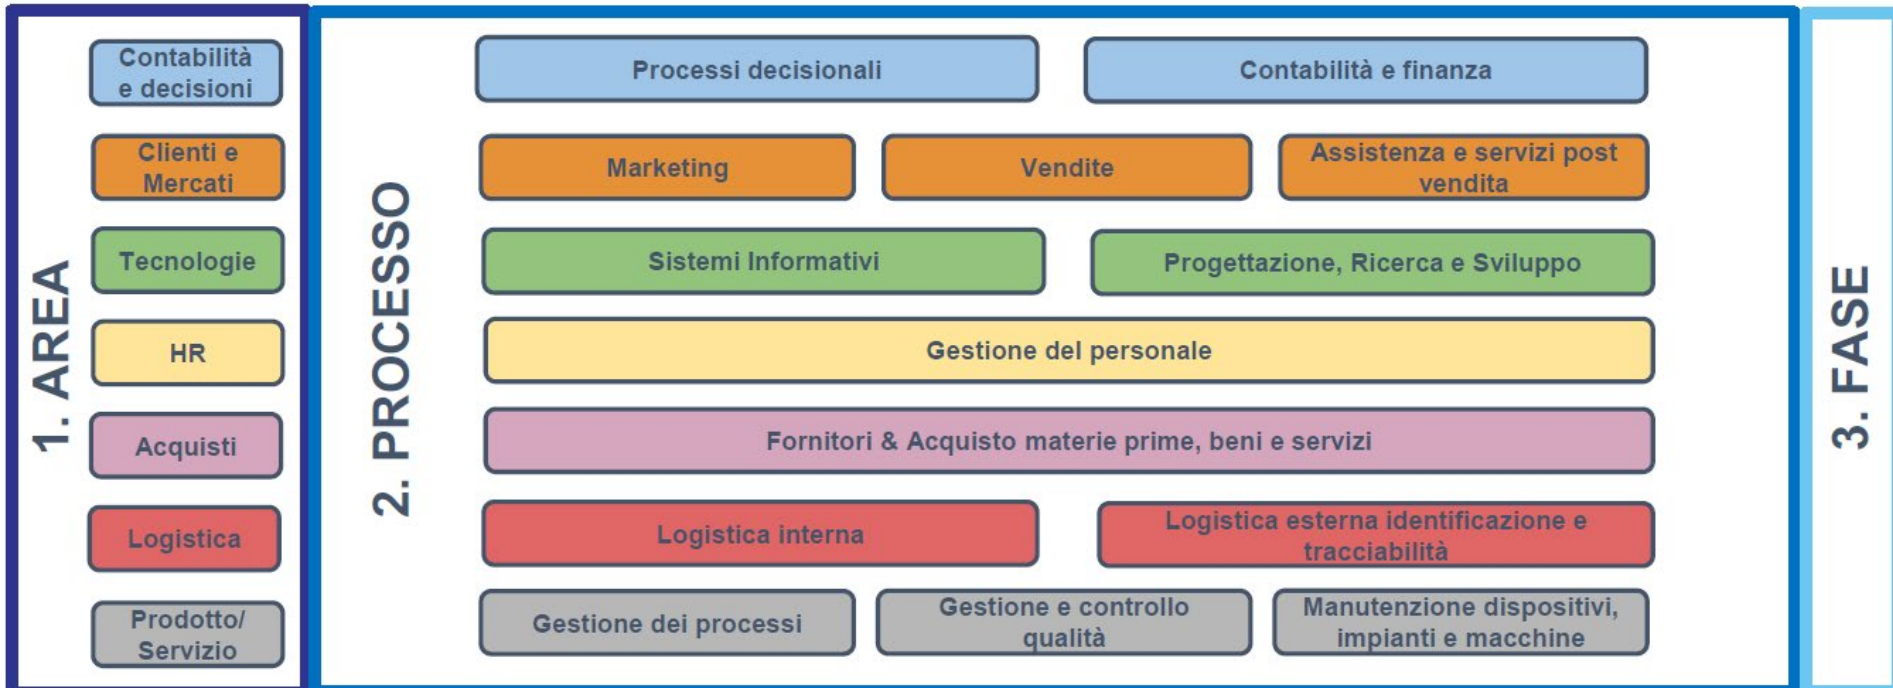 1. AREA
2. PROCESSO
3. FASE
Contabilità
e decisioni
Processi decisionali
Contabilità e finanza
Clienti e
Mercati
Marketing
Vendite
Assistenza e servizi post
vendita
Tecnologie
Sistemi Informativi
Progettazione, Ricerca e Sviluppo
HR
Gestione del personale
Acquisti
Fornitori & Acquisto materie prime, beni e servizi
Logistica
Logistica interna
Logistica esterna identificazione e
tracciabilità
Prodotto/
Servizio
Gestione dei processi
Gestione e controllo
qualità
Manutenzione dispositivi,
impianti e macchine